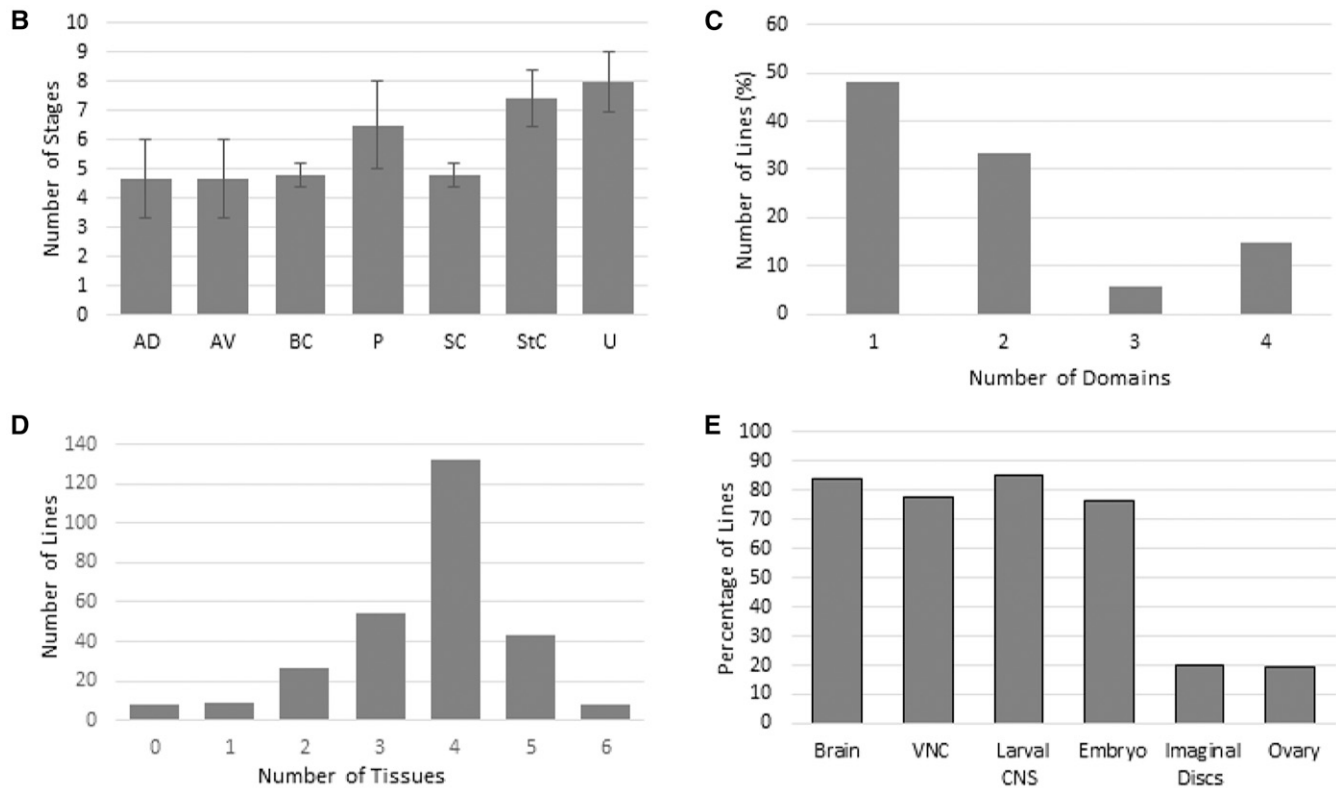 B
Number of Stages
10
9
8
7
6
5
4
3
2
1
0
AD AV BC P SC StC U
C
Number of Lines (%)
60
50
40
30
20
10
0
1 2 3 4
Number of Domains
D
Number of Lines
140
120
100
80
60
40
20
0
0 1 2 3 4 5 6
Number of Tissues
E
Percentage of Lines
100
90
80
70
60
50
40
30
20
10
0
Brain VNC Larval Embryo Imaginal Ovary
CNS Discs